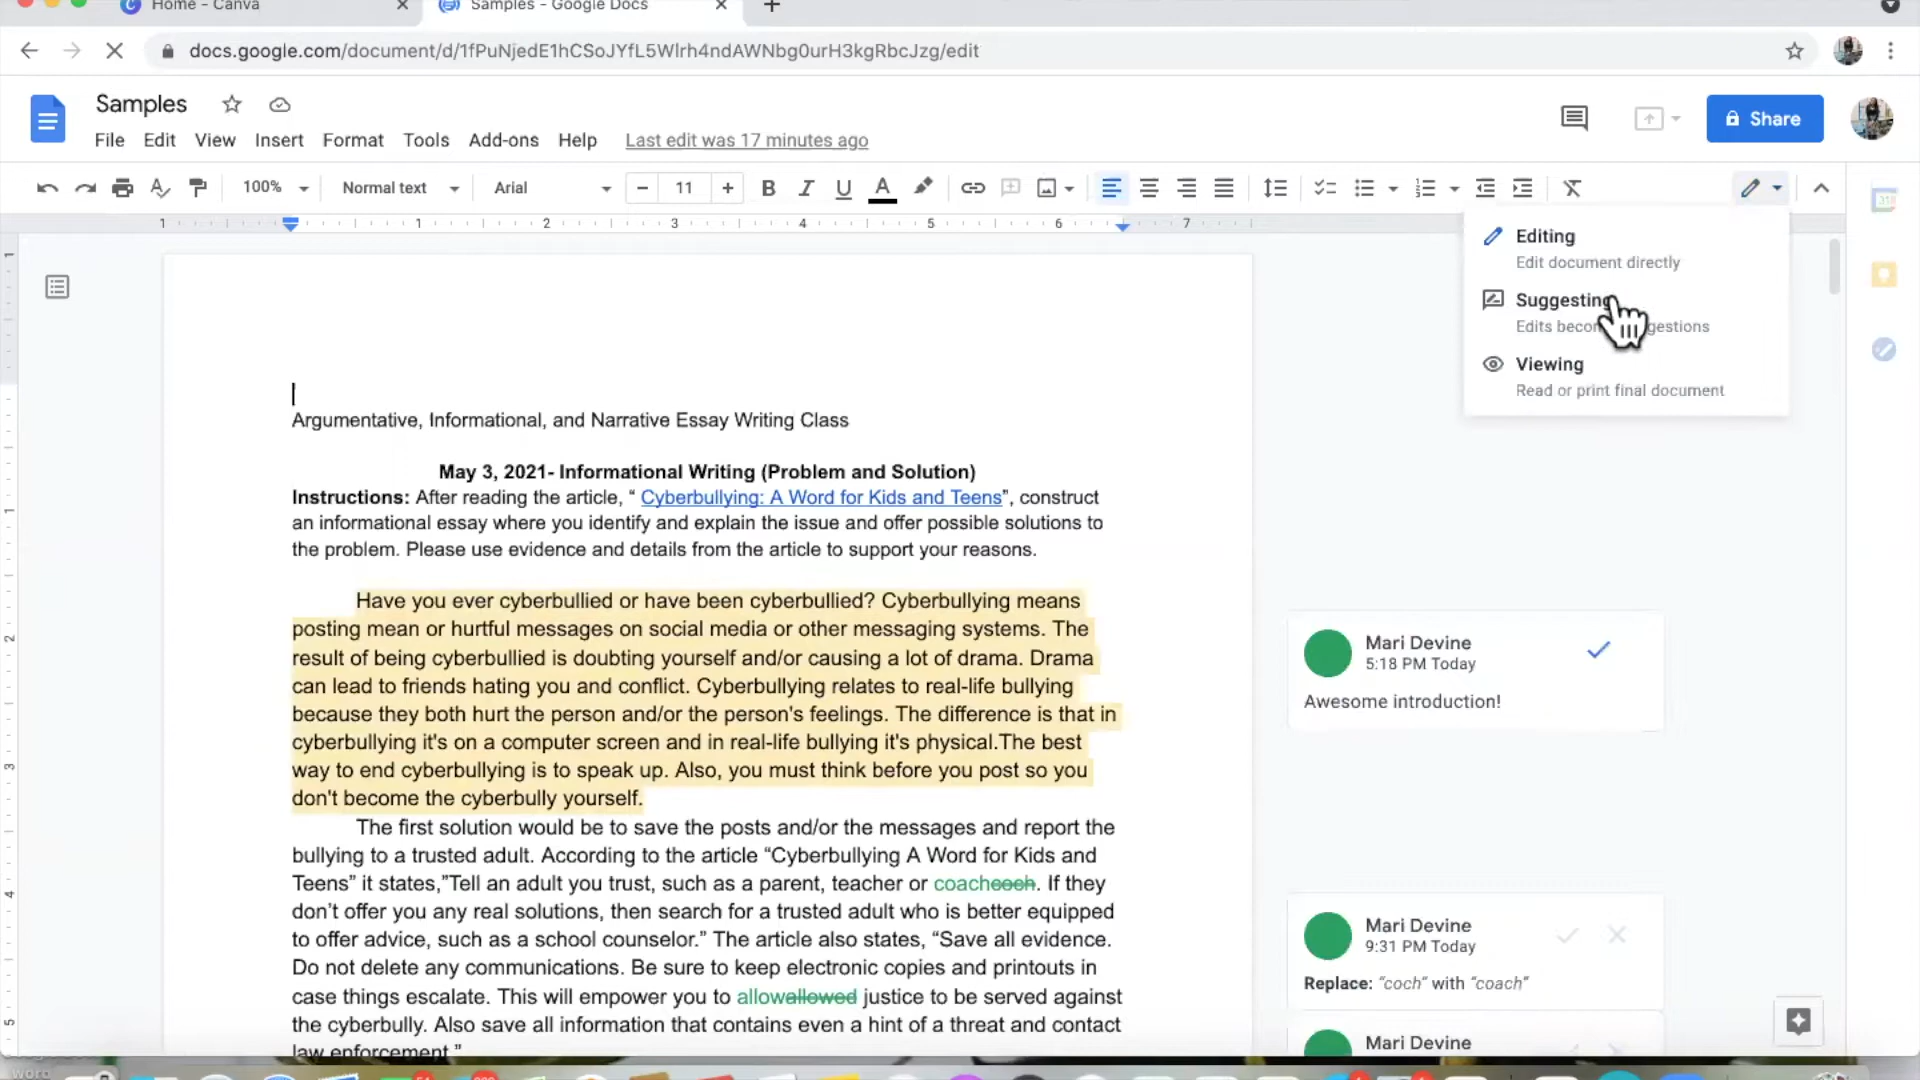 Home - Canva
Samples - Google Docs
docs.google.com/document/d/1fPuNjedE1hCSoJYfL5Wlrh4ndAWNbg0urH3kgRbcJzg/edit
Samples
Share
File Edit View Insert Format Tools Add-ons Help Last edit was 17 minutes ago
100% Normal text Arial 11 B I U A
1 1 2 3 4 5 6 7
Editing
Edit document directly
Suggesting
Viewing
Read or print final document
Argumentative, Informational, and Narrative Essay Writing Class
May 3, 2021- Informational Writing (Problem and Solution)
Instructions: After reading the article, “ Cyberbullying: A Word for Kids and Teens”, construct
an informational essay where you identify and explain the issue and offer possible solutions to
the problem. Please use evidence and details from the article to support your reasons.
Have you ever cyberbullied or have been cyberbullied? Cyberbullying means
posting mean or hurtful messages on social media or other messaging systems. The
result of being cyberbullied is doubting yourself and/or causing a lot of drama. Drama
can lead to friends hating you and conflict. Cyberbullying relates to real-life bullying
because they both hurt the person and/or the person's feelings. The difference is that in
cyberbullying it's on a computer screen and in real-life bullying it's physical.The best
way to end cyberbullying is to speak up. Also, you must think before you post so you
don't become the cyberbully yourself.
The first solution would be to save the posts and/or the messages and report the
bullying to a trusted adult. According to the article “Cyberbullying A Word for Kids and
Teens” it states,”Tell an adult you trust, such as a parent, teacher or coachcoch. If they
don’t offer you any real solutions, then search for a trusted adult who is better equipped
to offer advice, such as a school counselor.” The article also states, “Save all evidence.
Do not delete any communications. Be sure to keep electronic copies and printouts in
case things escalate. This will empower you to allowallowed justice to be served against
the cyberbully. Also save all information that contains even a hint of a threat and contact
law enforcement.”
Mari Devine
5:18 PM Today
Awesome introduction!
Mari Devine
9:31 PM Today
Replace: “coch” with “coach”
Mari Devine